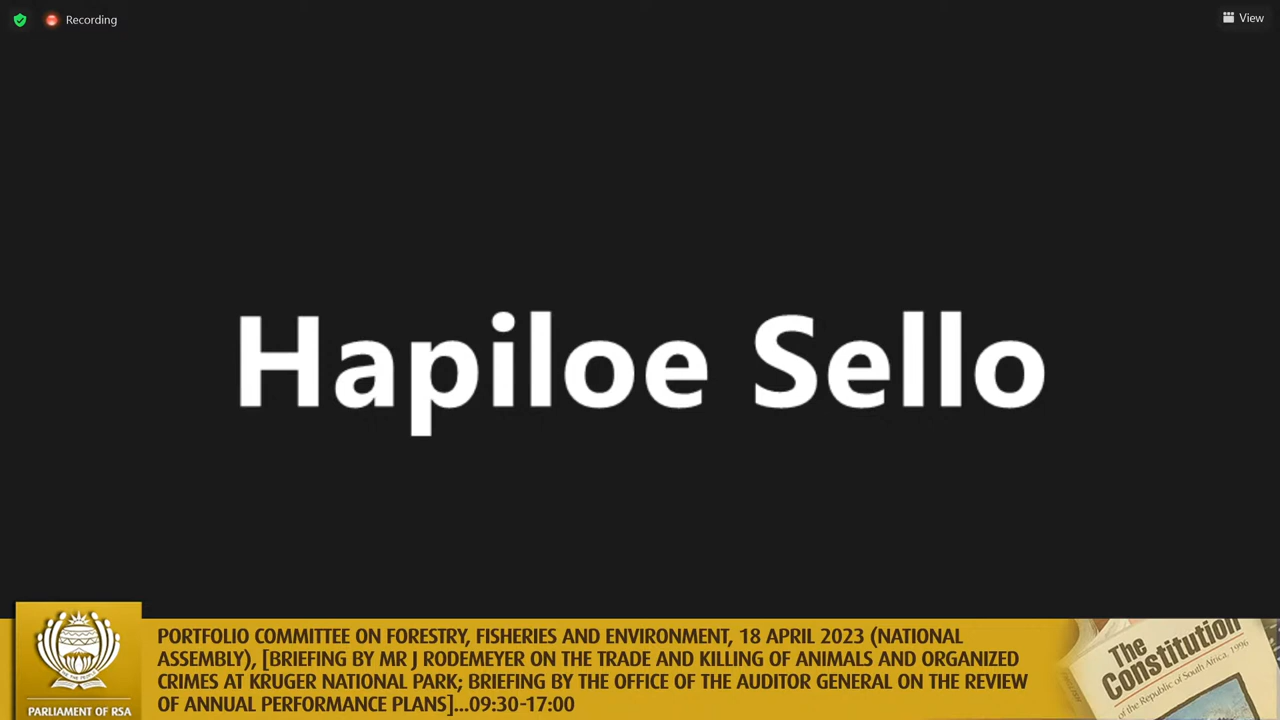 Recording
View
Hapiloe Sello
PORTFOLIO COMMITTEE ON FORESTRY, FISHERIES AND ENVIRONMENT, 18 APRIL 2023 (NATIONAL
ASSEMBLY), [BRIEFING BY MR J RODEMEYER ON THE TRADE AND KILLING OF ANIMALS AND ORGANIZED
CRIMES AT KRUGER NATIONAL PARK; BRIEFING BY THE OFFICE OF THE AUDITOR GENERAL ON THE REVIEW
OF ANNUAL PERFORMANCE PLANS]...09:30-17:00
PARLIAMENT OF RSA
The
Constitution
of the Republic of South Africa, 1996